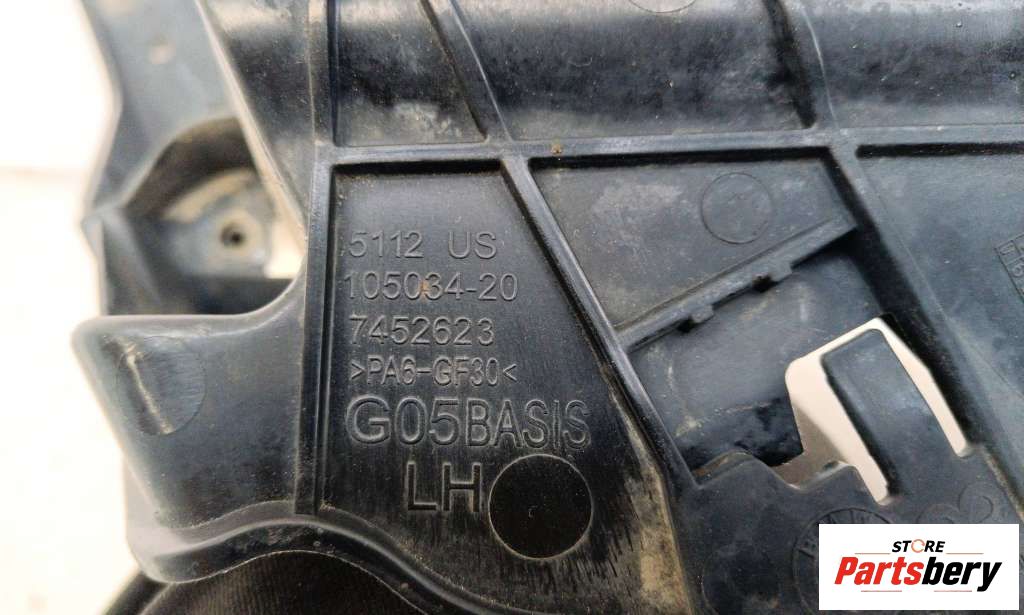 5112 US
105034-20
7452623
>PA6-GF30<
G05BASIS
LH
STORE
Partsbery